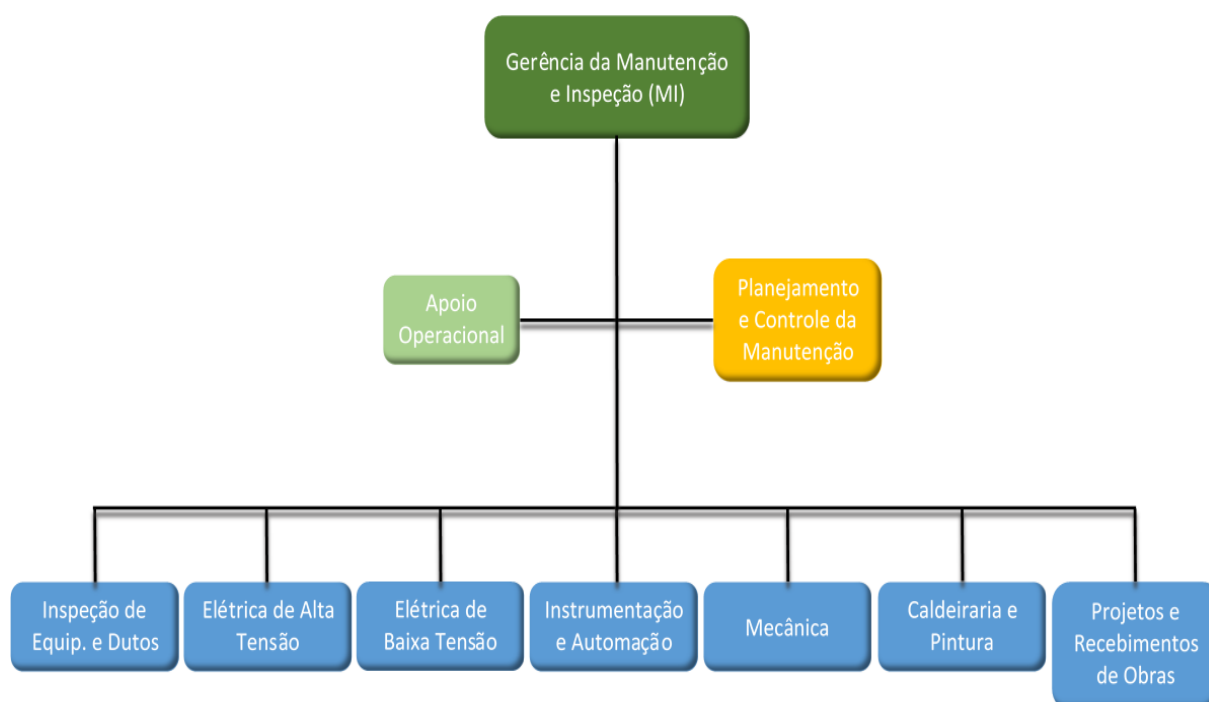 Gerência da Manutenção
e Inspeção (MI)
Apoio
Operacional
Planejamento
e Controle da
Manutenção
Inspeção de
Equip. e Dutos
Elétrica de Alta
Tensão
Elétrica de
Baixa Tensão
Instrumentação
e Automação
Mecânica
Caldeiraria e
Pintura
Projetos e
Recebimentos
de Obras